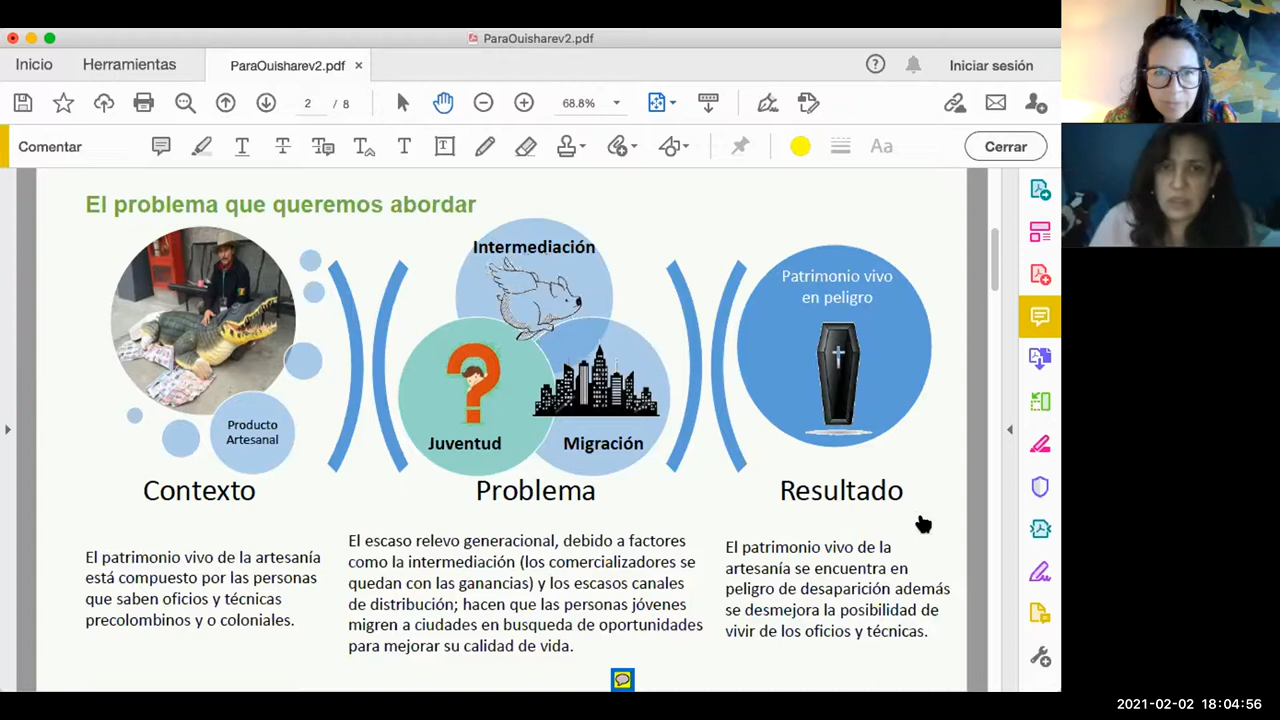 ParaOuisharev2.pdf
Inicio
Herramientas
ParaOuisharev2.pdf ×
Iniciar sesión
2 / 8
68.8%
Comentar
Aa
Cerrar
El problema que queremos abordar
Intermediación
Juventud
Migración
Producto
Artesanal
Patrimonio vivo
en peligro
Contexto
Problema
Resultado
El patrimonio vivo de la artesanía
está compuesto por las personas
que saben oficios y técnicas
precolombinos y o coloniales.
El escaso relevo generacional, debido a factores
como la intermediación (los comercializadores se
quedan con las ganancias) y los escasos canales
de distribución; hacen que las personas jóvenes
migren a ciudades en busqueda de oportunidades
para mejorar su calidad de vida.
El patrimonio vivo de la
artesanía se encuentra en
peligro de desaparición además
se desmejora la posibilidad de
vivir de los oficios y técnicas.
2021-02-02 18:04:56